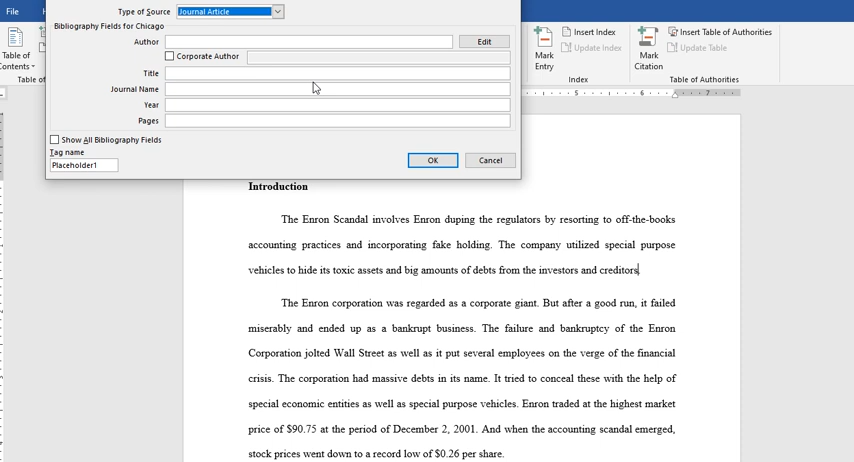 File
Type of Source Journal Article
Bibliography Fields for Chicago
Author Edit
Corporate Author
Title
Journal Name
Year
Pages
Show All Bibliography Fields
Tag name
Placeholder1
OK Cancel
Table of
Contents
Table of
Mark
Entry
Insert Index
Update Index
Index
Mark
Citation
Insert Table of Authorities
Update Table
Table of Authorities
5 6 7
Introduction
The Enron Scandal involves Enron duping the regulators by resorting to off-the-books
accounting practices and incorporating fake holding. The company utilized special purpose
vehicles to hide its toxic assets and big amounts of debts from the investors and creditors.
The Enron corporation was regarded as a corporate giant. But after a good run, it failed
miserably and ended up as a bankrupt business. The failure and bankruptcy of the Enron
Corporation jolted Wall Street as well as it put several employees on the verge of the financial
crisis. The corporation had massive debts in its name. It tried to conceal these with the help of
special economic entities as well as special purpose vehicles. Enron traded at the highest market
price of $90.75 at the period of December 2, 2001. And when the accounting scandal emerged,
stock prices went down to a record low of $0.26 per share.